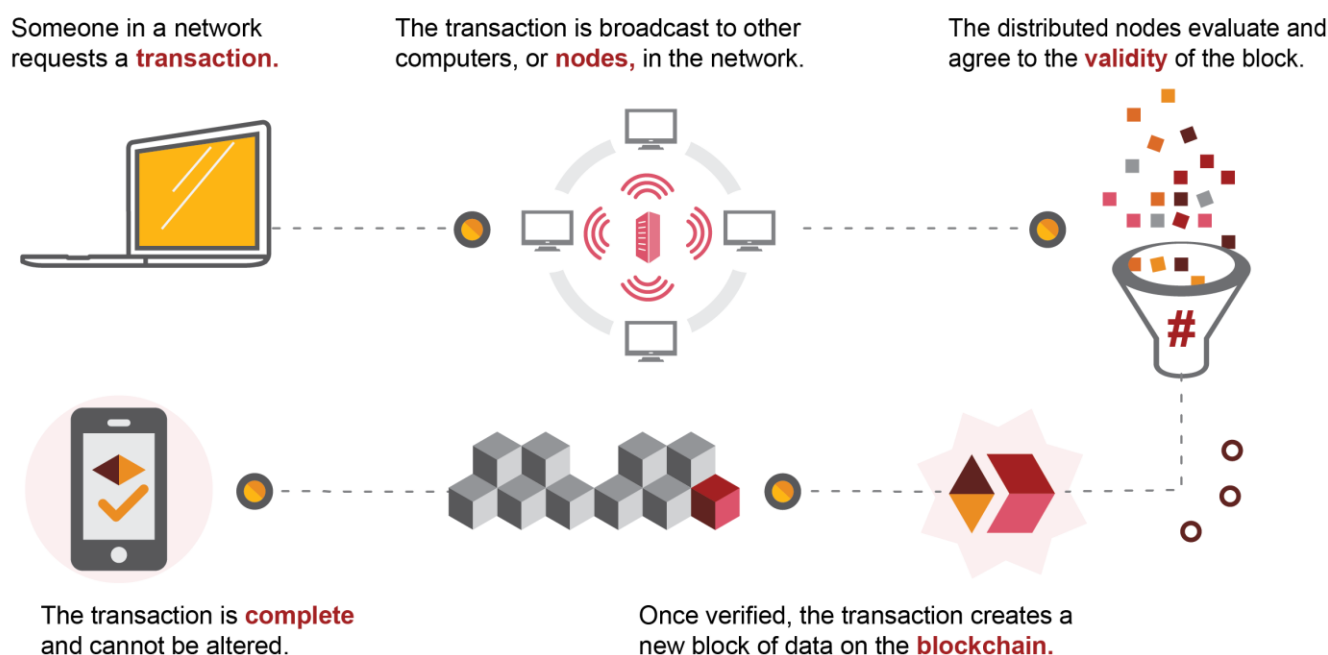 Someone in a network
requests a transaction.
The transaction is broadcast to other
computers, or nodes, in the network.
The distributed nodes evaluate and
agree to the validity of the block.
#
The transaction is complete
and cannot be altered.
Once verified, the transaction creates a
new block of data on the blockchain.